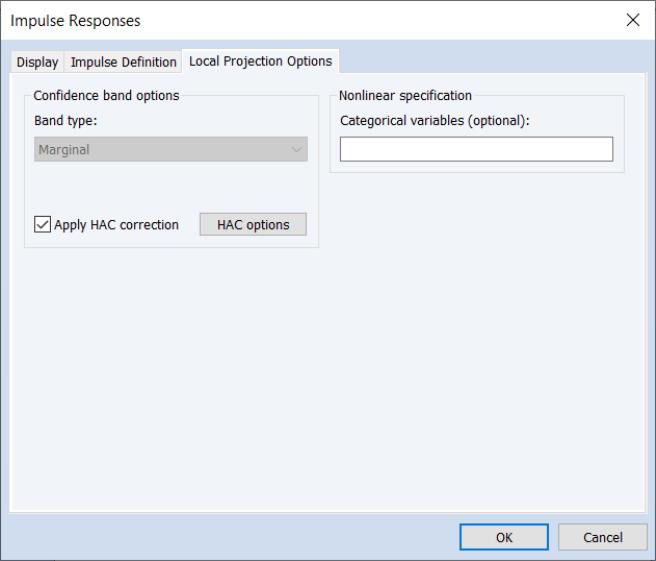 Impulse Responses
Display Impulse Definition Local Projection Options
Confidence band options
Band type:
Marginal
Apply HAC correction HAC options
Nonlinear specification
Categorical variables (optional):
OK Cancel